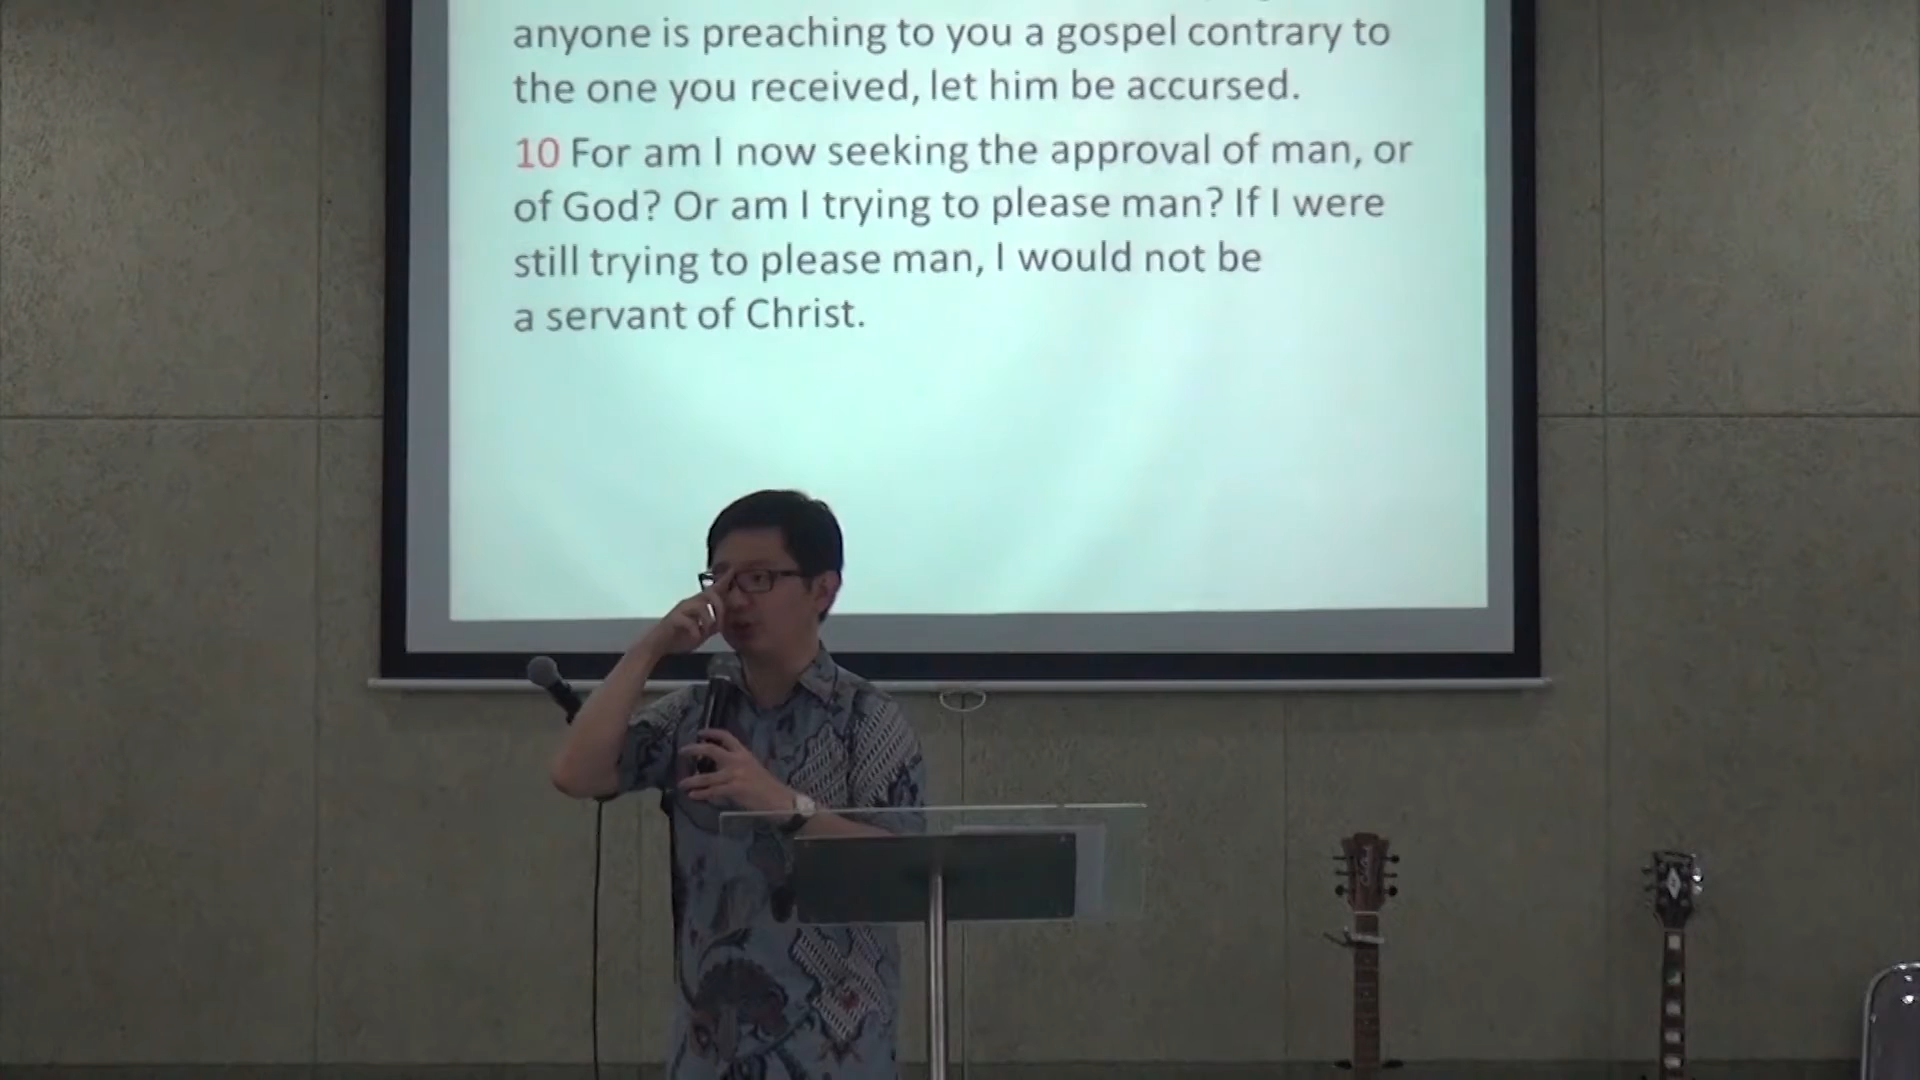 anyone is preaching to you a gospel contrary to
the one you received, let him be accursed.
10 For am I now seeking the approval of man, or
of God? Or am I trying to please man? If I were
still trying to please man, I would not be
a servant of Christ.